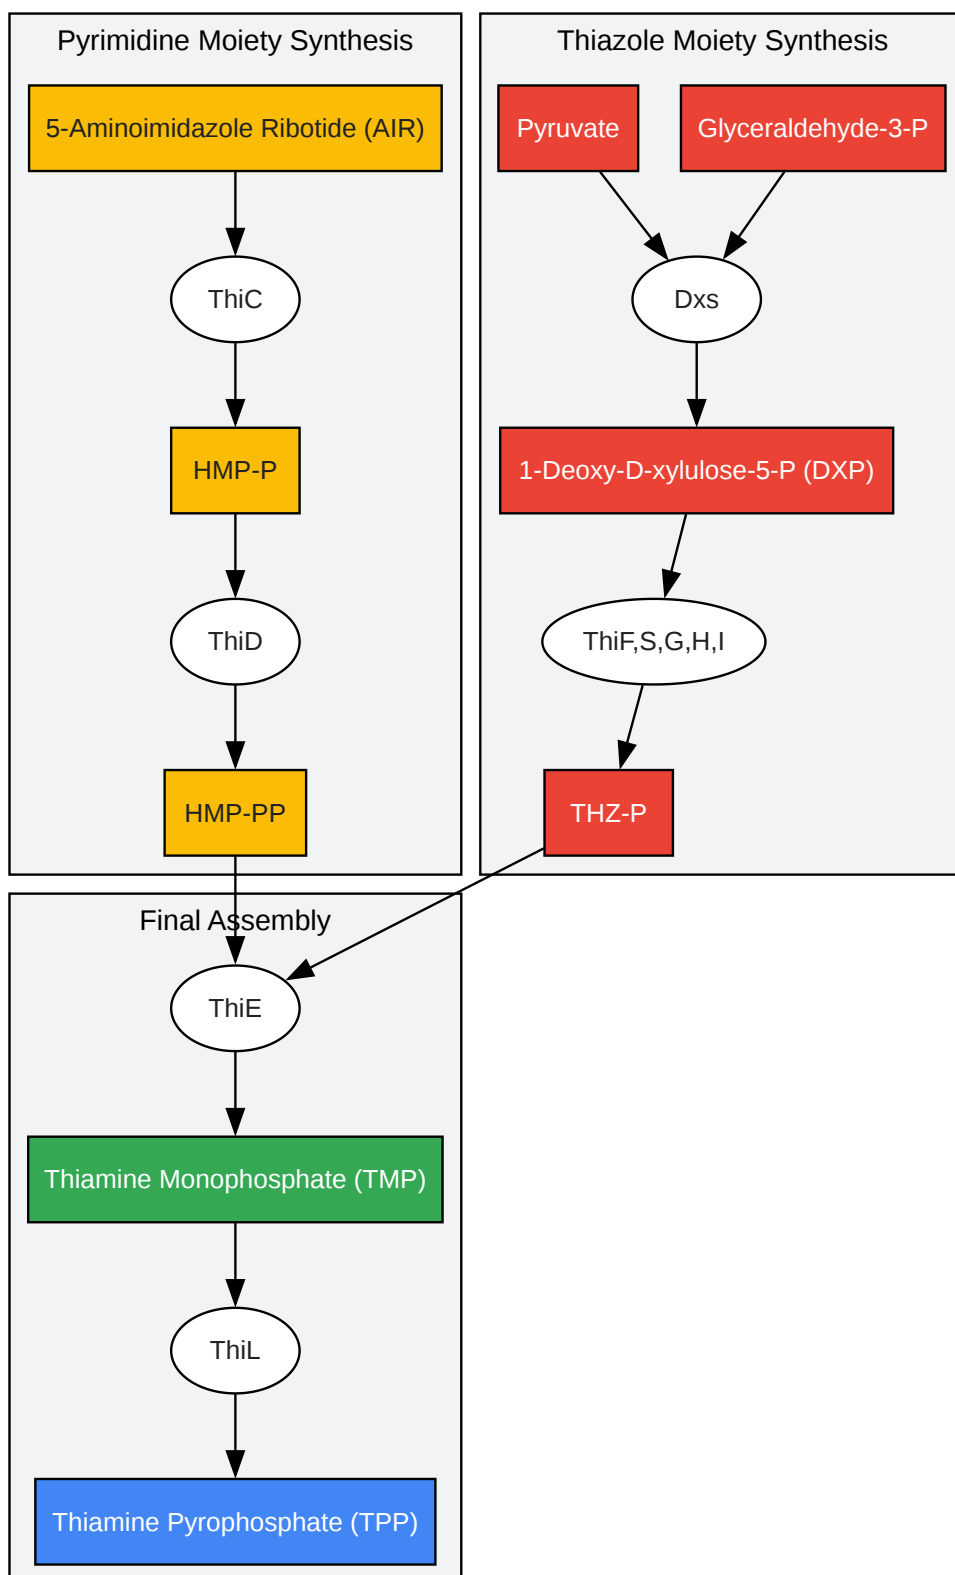 Pyrimidine Moiety Synthesis
5-Aminoimidazole Ribotide (AIR)
ThiC
HMP-P
ThiD
HMP-PP
Thiazole Moiety Synthesis
Pyruvate
Glyceraldehyde-3-P
Dxs
1-Deoxy-D-xylulose-5-P (DXP)
ThiF,S,G,H,I
THZ-P
Final Assembly
ThiE
Thiamine Monophosphate (TMP)
ThiL
Thiamine Pyrophosphate (TPP)